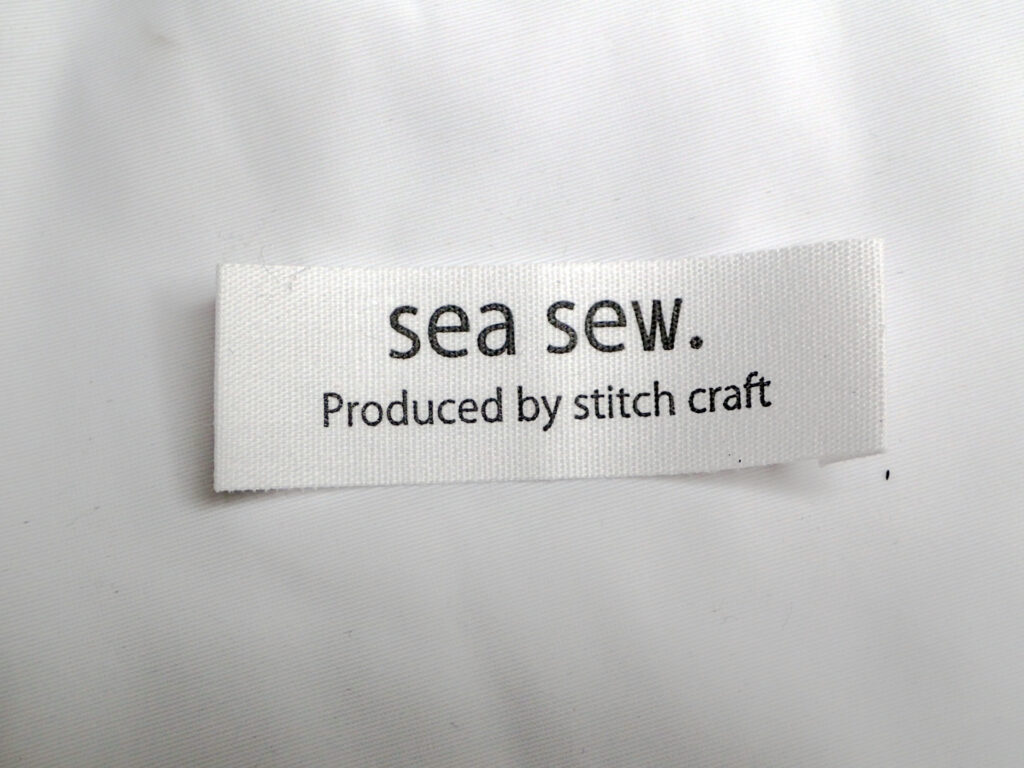 sea sew.
Produced by stitch craft